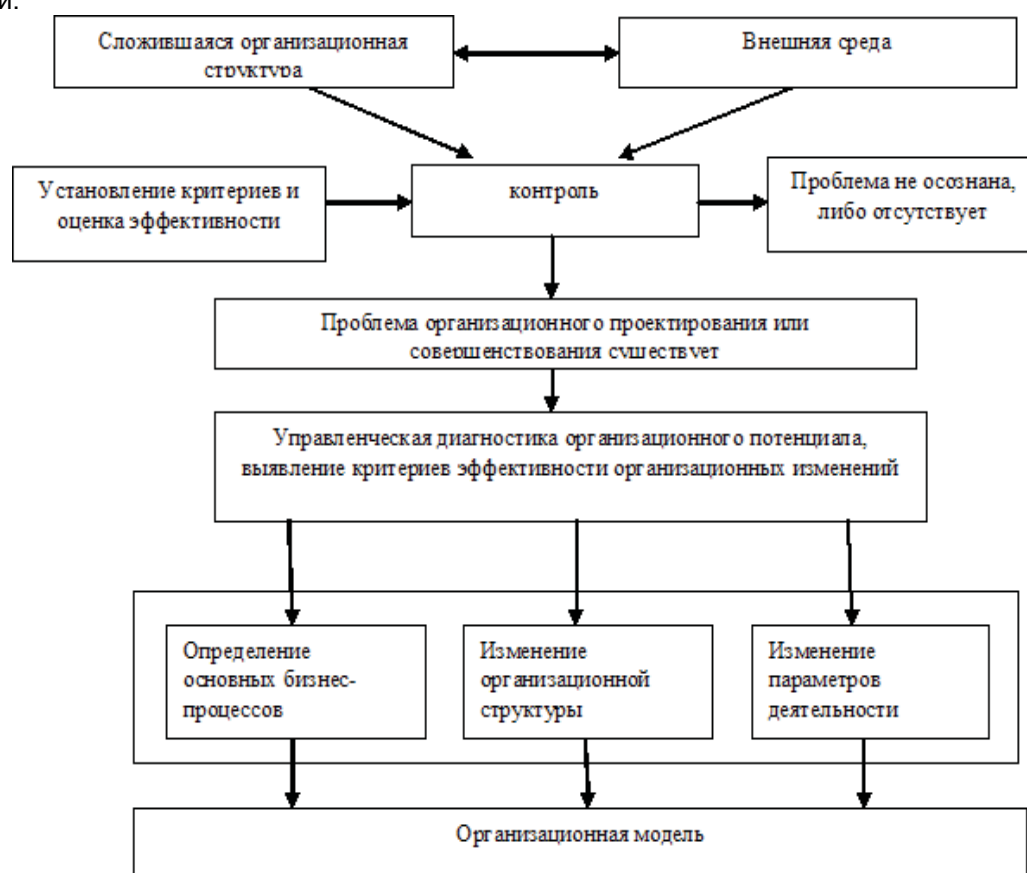 и.
Сложившаяся организационная
структура
Внешняя среда
Установление критериев и
оценка эффективности
контроль
Проблема не осознана,
либо отсутствует
Проблема организационного проектирования или
совершенствования существует
Управленческая диагностика организационного потенциала,
выявление критериев эффективности организационных изменений
Определение
основных бизнес-
процессов
Изменение
организационной
структуры
Изменение
параметров
деятельности
Организационная модель